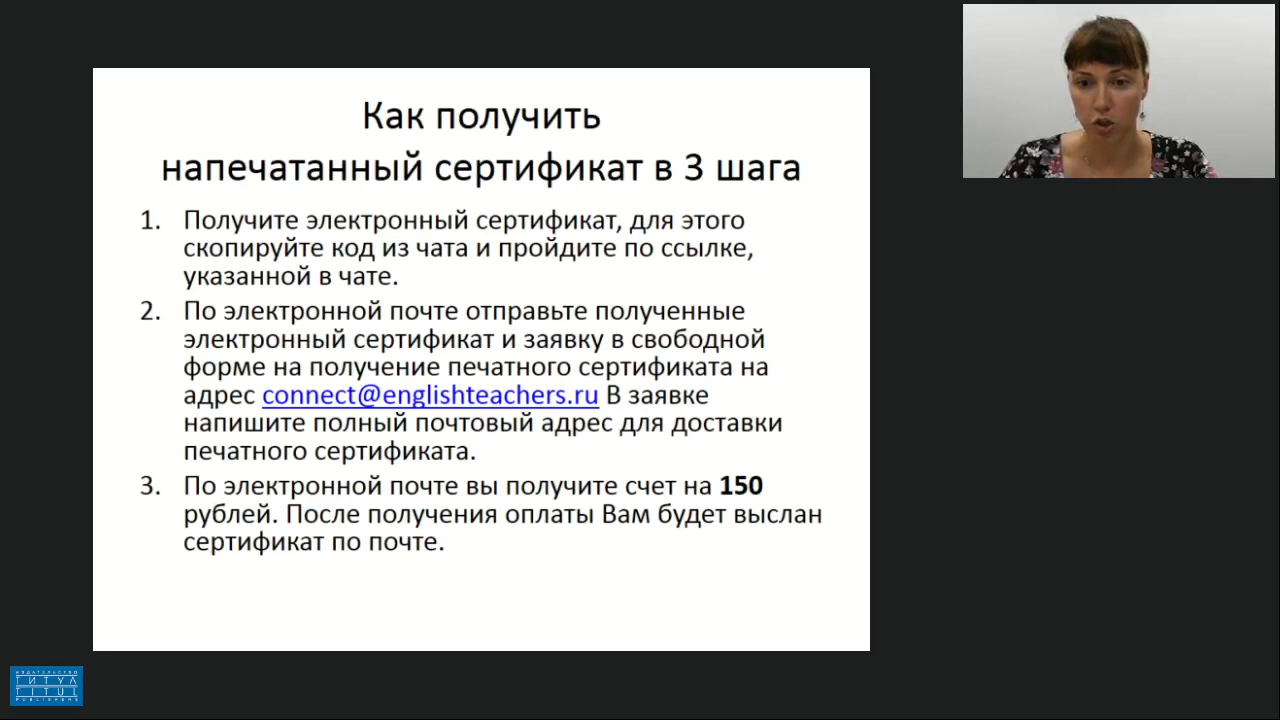 Как получить
напечатанный сертификат в 3 шага
1. Получите электронный сертификат, для этого
скопируйте код из чата и пройдите по ссылке,
указанной в чате.
2. По электронной почте отправьте полученные
электронный сертификат и заявку в свободной
форме на получение печатного сертификата на
адрес connect@englishteachers.ru В заявке
напишите полный почтовый адрес для доставки
печатного сертификата.
3. По электронной почте вы получите счет на 150
рублей. После получения оплаты Вам будет выслан
сертификат по почте.
ИЗДАТЕЛЬСТВО
ТИТУЛ
TITUL
PUBLISHERS